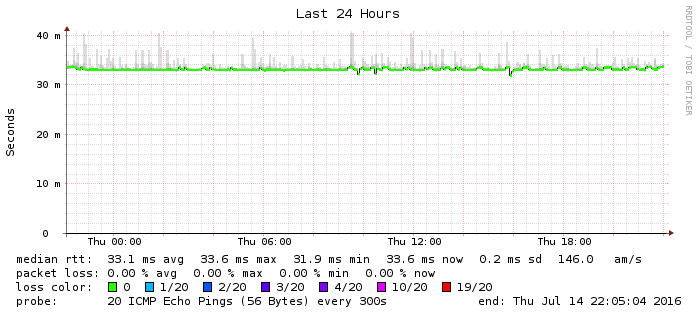 Last 24 Hours
RRDTOOL / TOBI OETIKER
Seconds
40 m
30 m
20 m
10 m
0
Thu 00:00 Thu 06:00 Thu 12:00 Thu 18:00
median rtt: 33.1 ms avg 33.6 ms max 31.9 ms min 33.6 ms now 0.2 ms sd 146.0 am/s
packet loss: 0.00 % avg 0.00 % max 0.00 % min 0.00 % now
loss color: 0 1/20 2/20 3/20 4/20 10/20 19/20
probe: 20 ICMP Echo Pings (56 Bytes) every 300s end: Thu Jul 14 22:05:04 2016